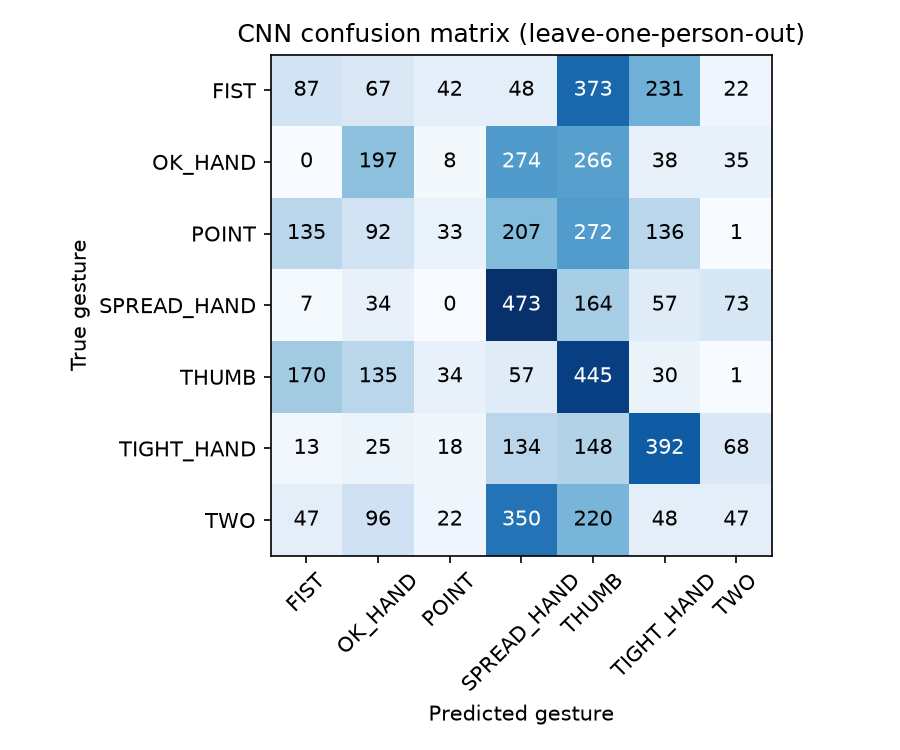 CNN confusion matrix (leave-one-person-out)
True gesture
FIST 87 67 42 48 373 231 22
OK_HAND 0 197 8 274 266 38 35
POINT 135 92 33 207 272 136 1
SPREAD_HAND 7 34 0 473 164 57 73
THUMB 170 135 34 57 445 30 1
TIGHT_HAND 13 25 18 134 148 392 68
TWO 47 96 22 350 220 48 47
FIST OK_HAND POINT SPREAD_HAND THUMB TIGHT_HAND TWO
Predicted gesture